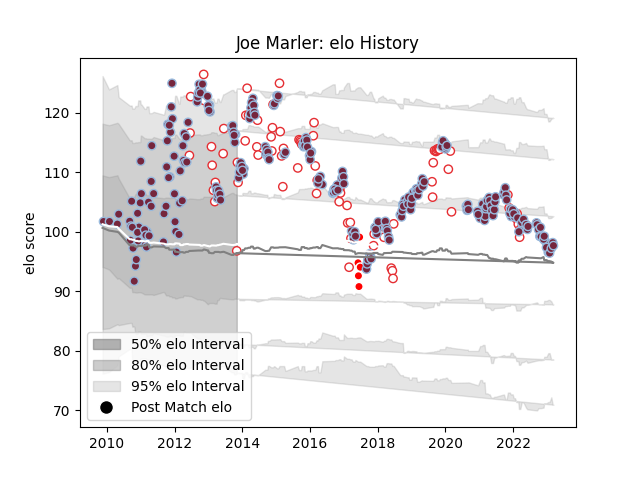 Joe Marler: elo History
elo score
120
110
100
90
80
70
50% elo Interval
80% elo Interval
95% elo Interval
Post Match elo
2010 2012 2014 2016 2018 2020 2022